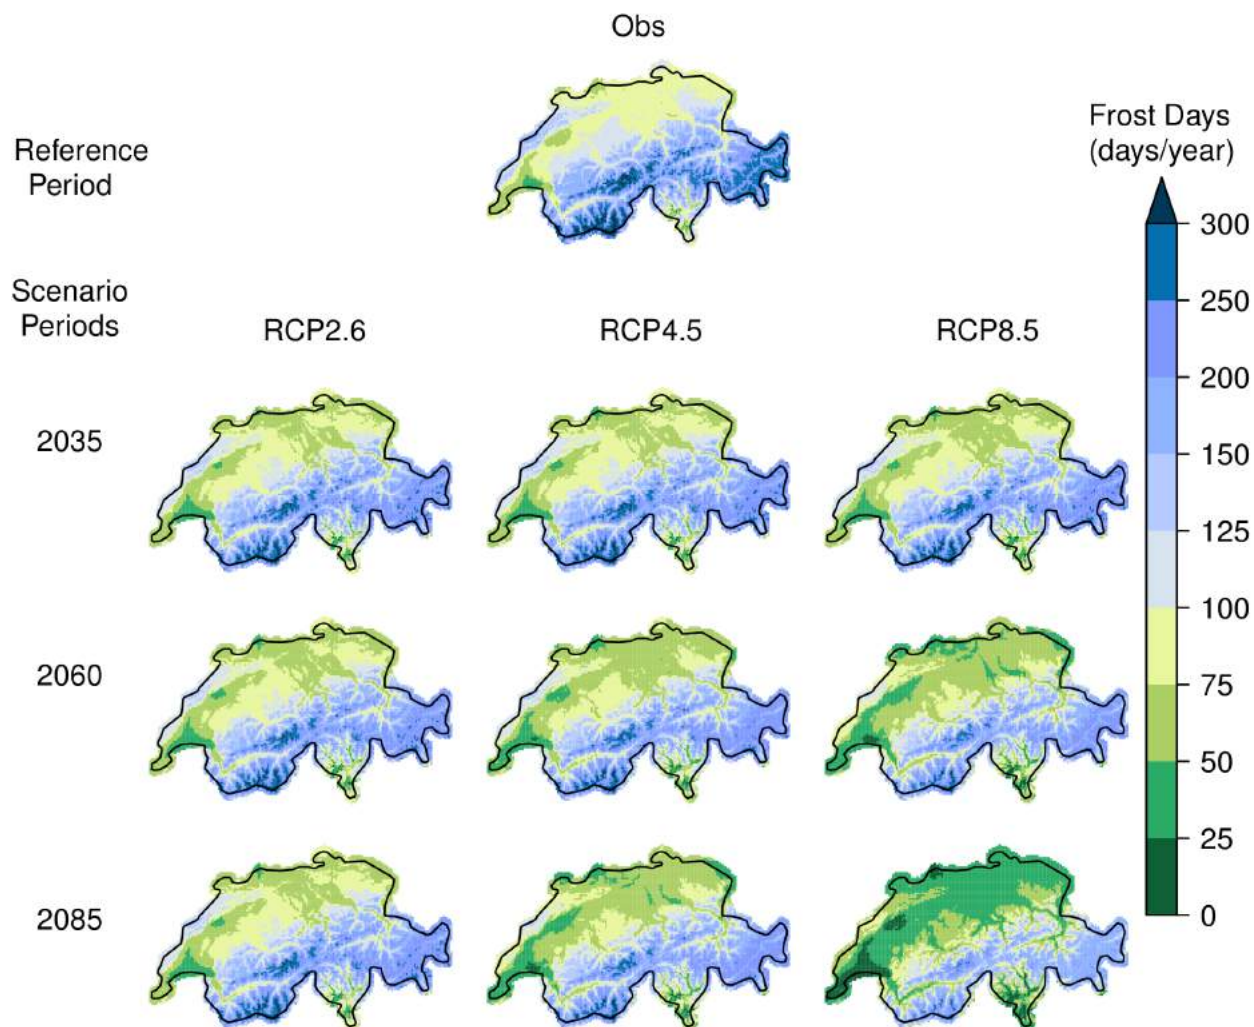 Obs
Reference
Period
Frost Days
(days/year)
300
250
200
150
125
100
75
50
25
0
Scenario
Periods
RCP2.6
RCP4.5
RCP8.5
2035
2060
2085